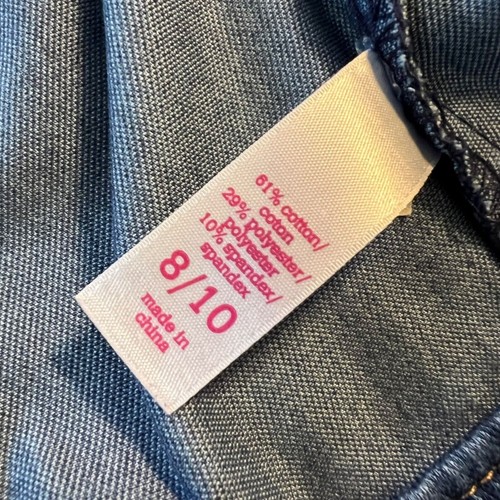 61% cotton/
coton
29% polyester/
polyester
10% spandex/
spandex
8/10
made in
china